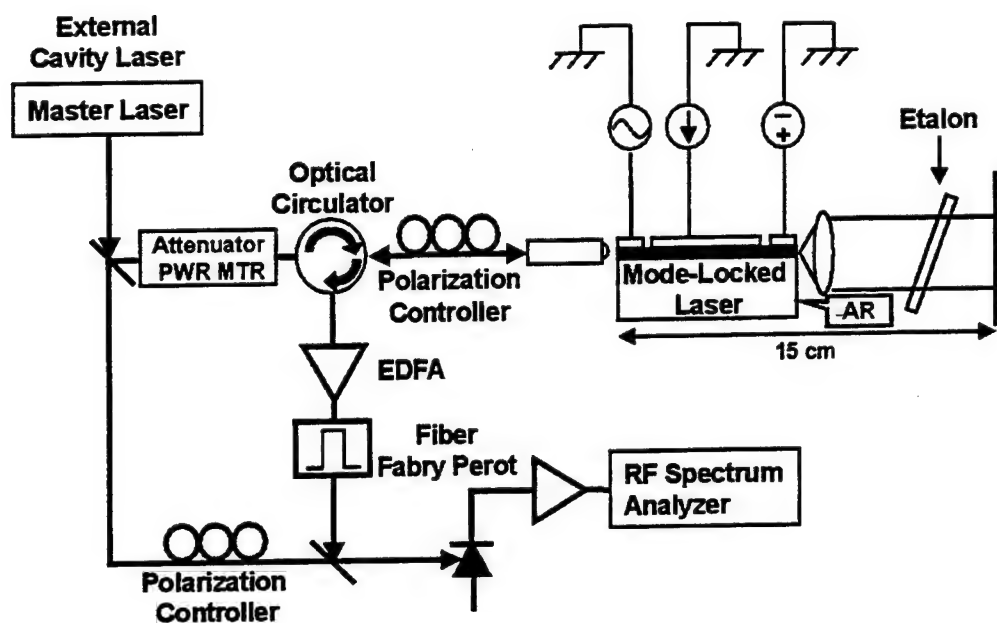 External
Cavity Laser
Master Laser
Optical
Circulator
Attenuator
PWR MTR
Polarization
Controller
Etalon
Mode-Locked
Laser
-AR
15 cm
EDFA
Fiber
Fabry Perot
RF Spectrum
Analyzer
Polarization
Controller